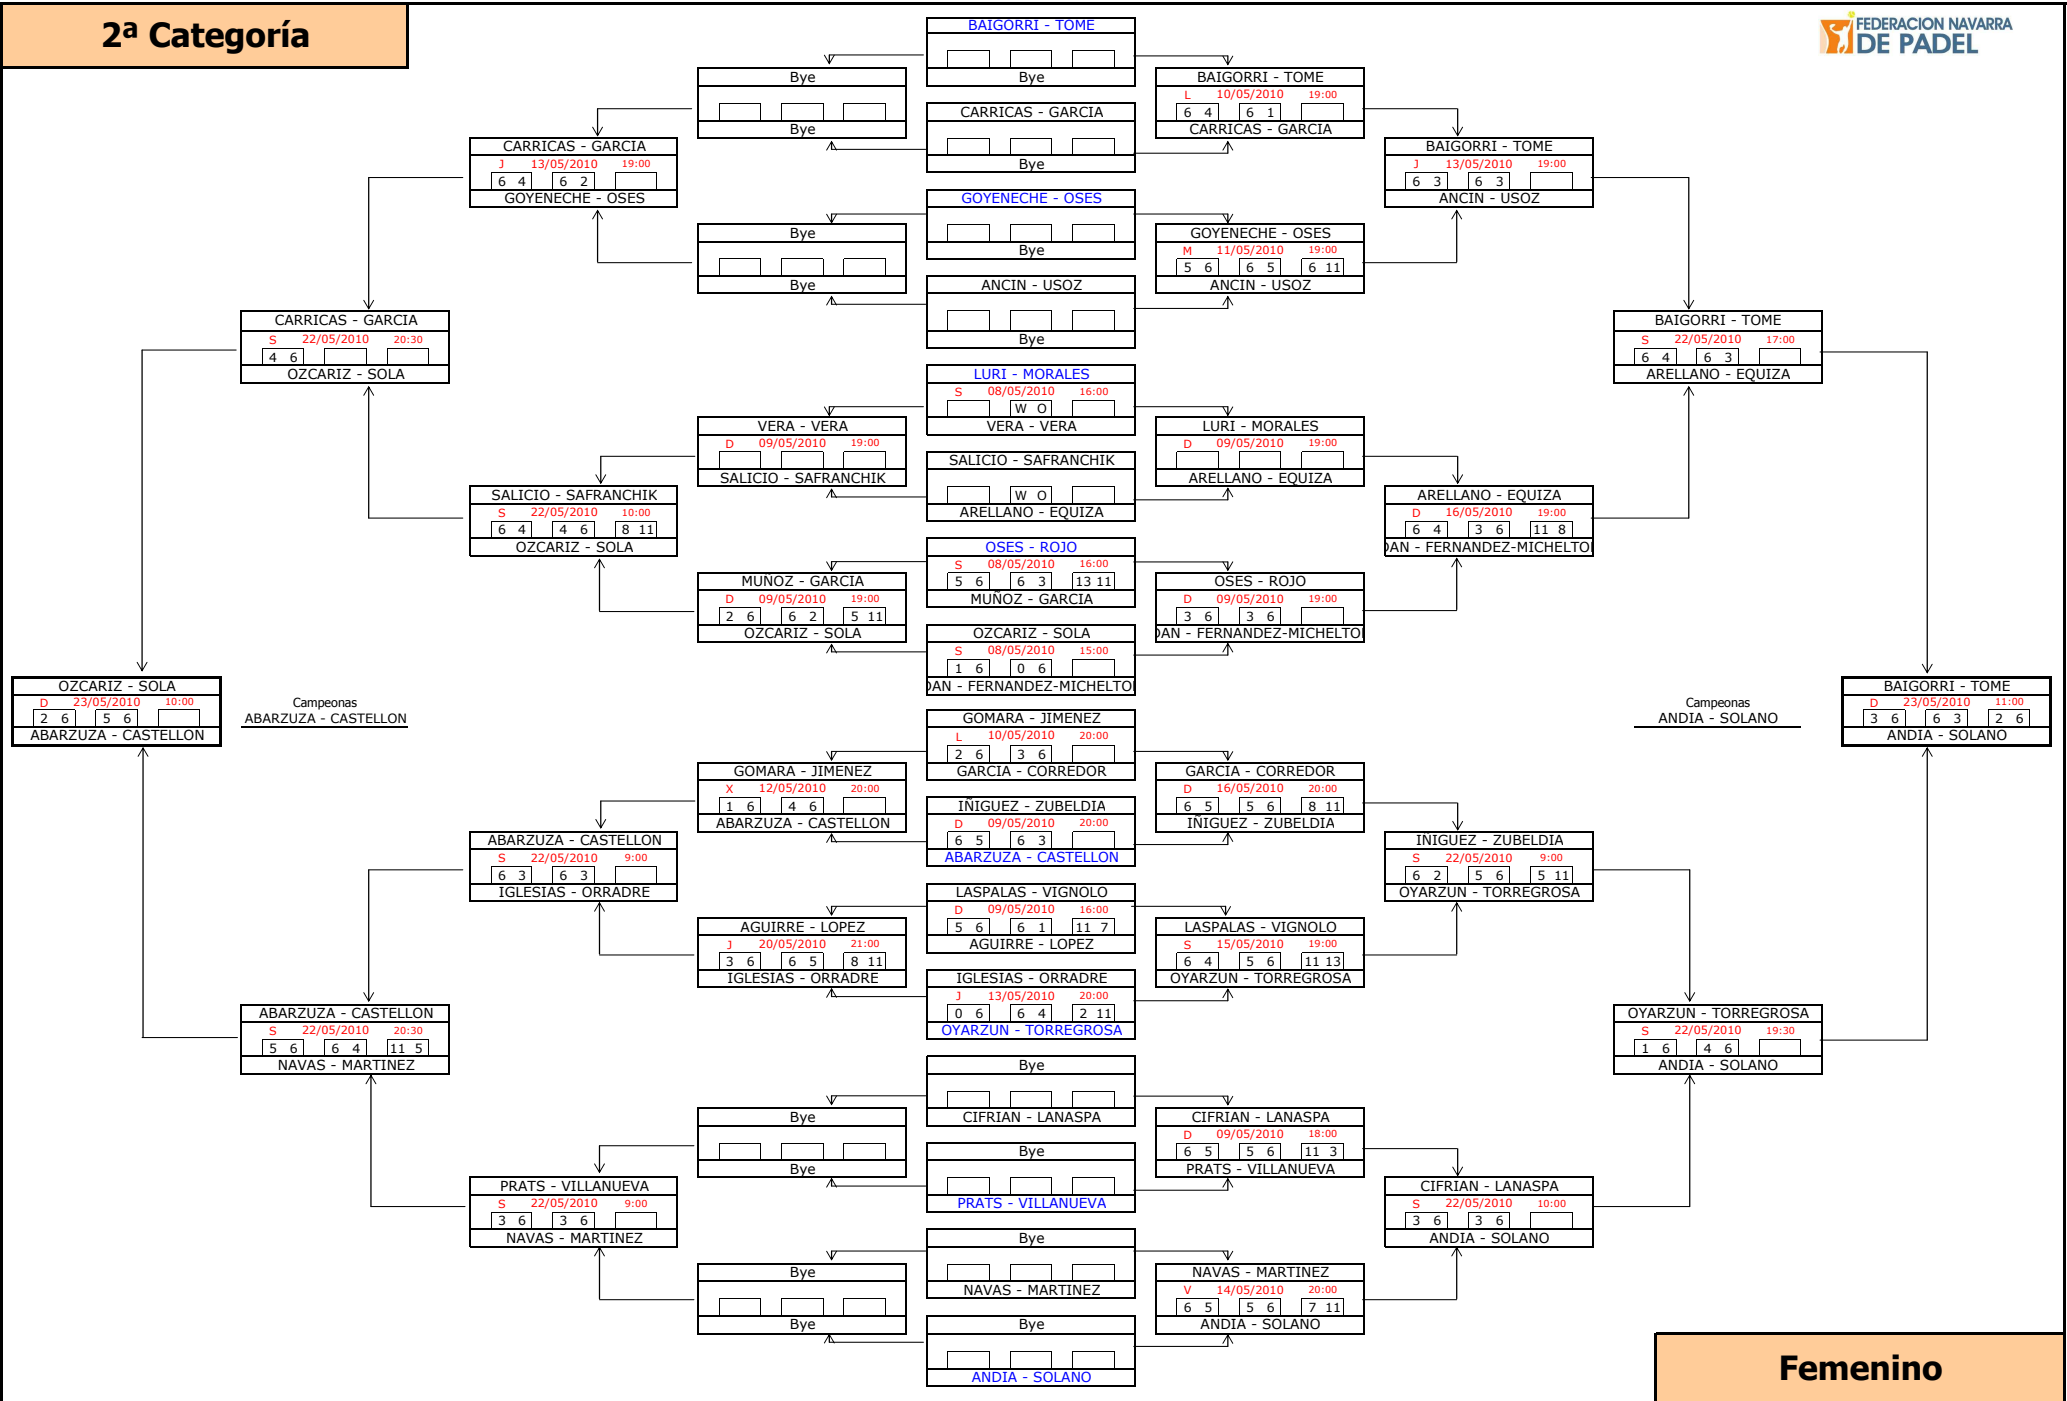 2ª Categoría
FEDERACION NAVARRA
DE PADEL
OZCARIZ - SOLA
D 23/05/2010 10:00
2 6 5 6
ABARZUZA - CASTELLON
Campeonas
ABARZUZA - CASTELLON
CARRICAS - GARCIA
S 22/05/2010 20:30
4 6
OZCARIZ - SOLA
ABARZUZA - CASTELLON
S 22/05/2010 20:30
5 6 6 4 11 5
NAVAS - MARTINEZ
CARRICAS - GARCIA
J 13/05/2010 19:00
6 4 6 2
GOYENECHE - OSES
SALICIO - SAFRANCHIK
S 22/05/2010 10:00
6 4 4 6 8 11
OZCARIZ - SOLA
ABARZUZA - CASTELLON
S 22/05/2010 9:00
6 3 6 3
IGLESIAS - ORRADRE
PRATS - VILLANUEVA
S 22/05/2010 9:00
3 6 3 6
NAVAS - MARTINEZ
Bye
Bye
Bye
Bye
VERA - VERA
D 09/05/2010 19:00
SALICIO - SAFRANCHIK
MUÑOZ - GARCIA
D 09/05/2010 19:00
2 6 6 2 5 11
OZCARIZ - SOLA
GOMARA - JIMENEZ
X 12/05/2010 20:00
1 6 4 6
ABARZUZA - CASTELLON
AGUIRRE - LOPEZ
J 20/05/2010 21:00
3 6 6 5 8 11
IGLESIAS - ORRADRE
Bye
Bye
Bye
Bye
BAIGORRI - TOME
Bye
CARRICAS - GARCIA
Bye
GOYENECHE - OSES
Bye
ANCIN - USOZ
Bye
LURI - MORALES
S 08/05/2010 16:00
W O
VERA - VERA
SALICIO - SAFRANCHIK
W O
ARELLANO - EQUIZA
OSES - ROJO
S 08/05/2010 16:00
5 6 6 3 13 11
MUÑOZ - GARCIA
OZCARIZ - SOLA
S 08/05/2010 15:00
1 6 0 6
DAN - FERNANDEZ-MICHELTO
GOMARA - JIMENEZ
L 10/05/2010 20:00
2 6 3 6
GARCIA - CORREDOR
IÑIGUEZ - ZUBELDIA
D 09/05/2010 20:00
6 5 6 3
ABARZUZA - CASTELLON
LASPALAS - VIGNOLO
D 09/05/2010 16:00
5 6 6 1 11 7
AGUIRRE - LOPEZ
IGLESIAS - ORRADRE
J 13/05/2010 20:00
0 6 6 4 2 11
OYARZUN - TORREGROSA
Bye
CIFRIAN - LANASPA
Bye
PRATS - VILLANUEVA
Bye
NAVAS - MARTINEZ
Bye
ANDIA - SOLANO
BAIGORRI - TOME
L 10/05/2010 19:00
6 4 6 1
CARRICAS - GARCIA
GOYENECHE - OSES
M 11/05/2010 19:00
5 6 6 5 6 11
ANCIN - USOZ
LURI - MORALES
D 09/05/2010 19:00
ARELLANO - EQUIZA
OSES - ROJO
D 09/05/2010 19:00
3 6 3 6
DAN - FERNANDEZ-MICHELTO
GARCIA - CORREDOR
D 16/05/2010 20:00
6 5 5 6 8 11
IÑIGUEZ - ZUBELDIA
LASPALAS - VIGNOLO
S 15/05/2010 19:00
6 4 5 6 11 13
OYARZUN - TORREGROSA
CIFRIAN - LANASPA
D 09/05/2010 18:00
6 5 5 6 11 3
PRATS - VILLANUEVA
NAVAS - MARTINEZ
V 14/05/2010 20:00
6 5 5 6 7 11
ANDIA - SOLANO
BAIGORRI - TOME
J 13/05/2010 19:00
6 3 6 3
ANCIN - USOZ
ARELLANO - EQUIZA
D 16/05/2010 19:00
6 4 3 6 11 8
DAN - FERNANDEZ-MICHELTO
IÑIGUEZ - ZUBELDIA
S 22/05/2010 9:00
6 2 5 6 5 11
OYARZUN - TORREGROSA
CIFRIAN - LANASPA
S 22/05/2010 10:00
3 6 3 6
ANDIA - SOLANO
BAIGORRI - TOME
S 22/05/2010 17:00
6 4 6 3
ARELLANO - EQUIZA
OYARZUN - TORREGROSA
S 22/05/2010 19:30
1 6 4 6
ANDIA - SOLANO
Campeonas
ANDIA - SOLANO
BAIGORRI - TOME
D 23/05/2010 11:00
3 6 6 3 2 6
ANDIA - SOLANO
Femenino